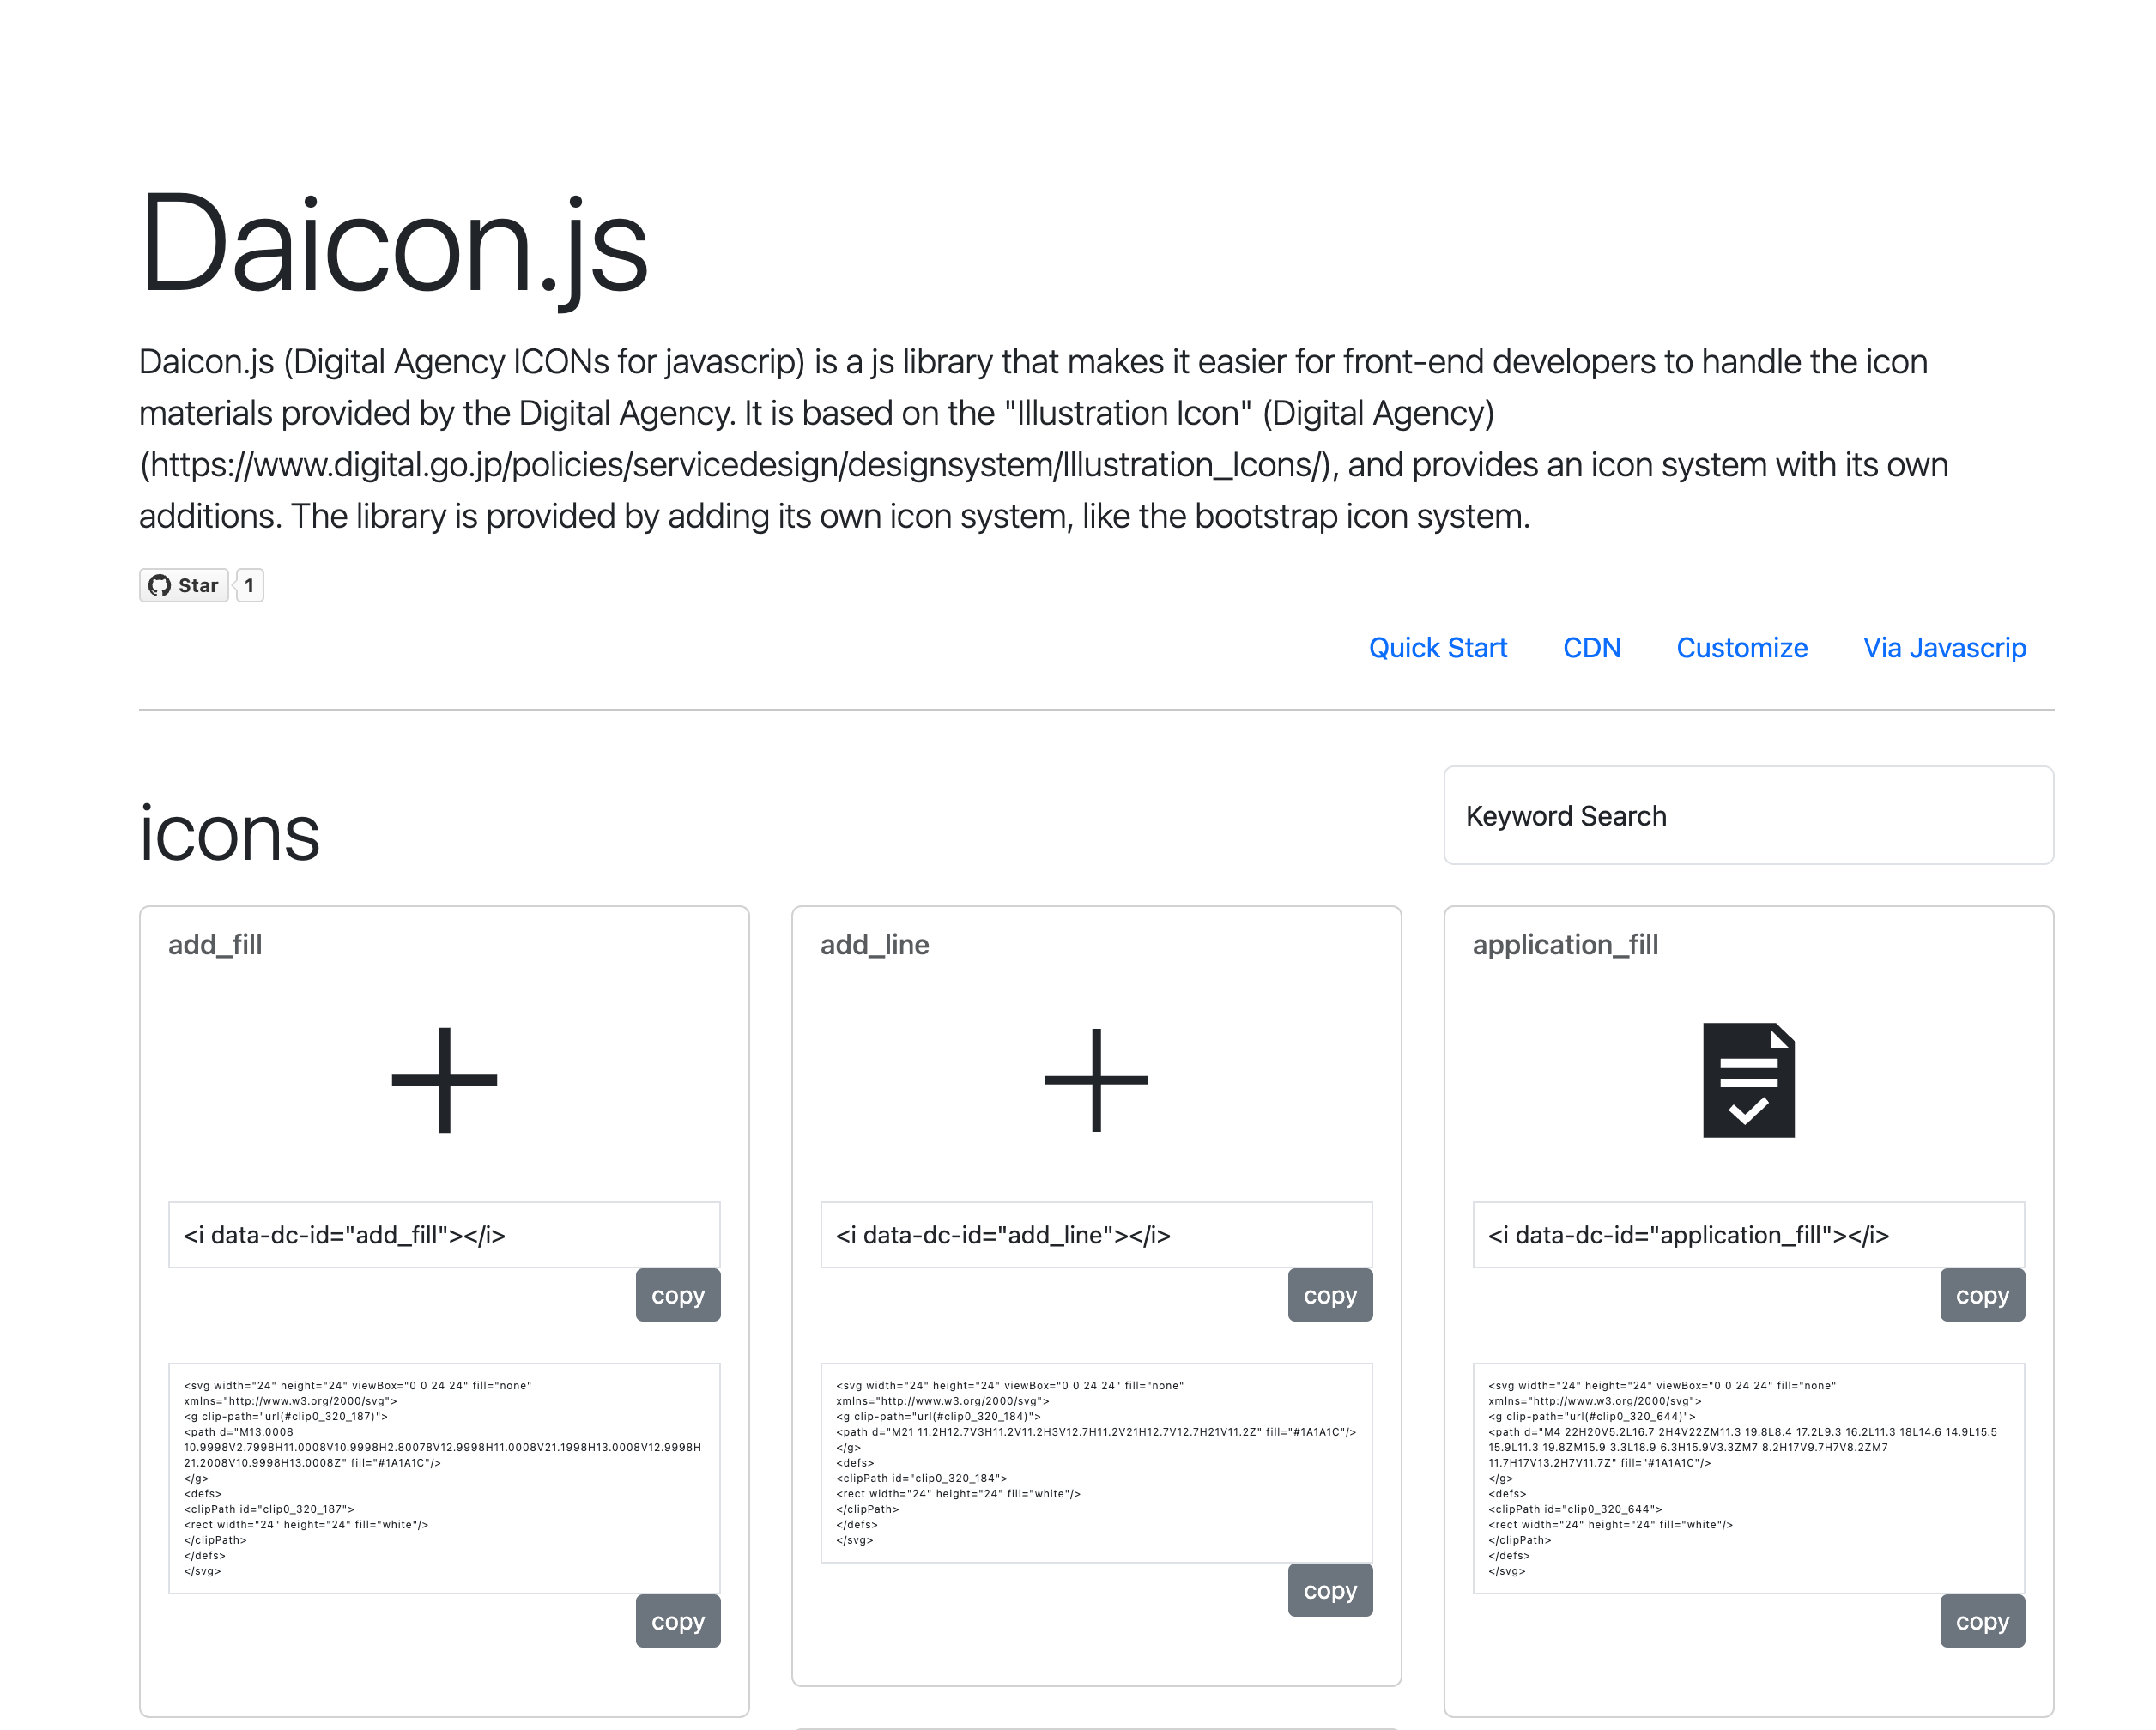 Daicon.js
Daicon.js (Digital Agency ICONs for javascrip) is a js library that makes it easier for front-end developers to handle the icon
materials provided by the Digital Agency. It is based on the "Illustration Icon" (Digital Agency)
(https://www.digital.go.jp/policies/servicedesign/designsystem/Illustration_Icons/), and provides an icon system with its own
additions. The library is provided by adding its own icon system, like the bootstrap icon system.
Star 1
Quick Start CDN Customize Via Javascrip
icons
Keyword Search
add_fill
<i data-dc-id="add_fill"></i>
copy
<svg width="24" height="24" viewBox="0 0 24 24" fill="none"
xmlns="http://www.w3.org/2000/svg">
<g clip-path="url(#clip0_320_187)">
<path d="M13.0008
10.9998V2.7998H11.0008V10.9998H2.80078V12.9998H11.0008V21.1998H13.0008V12.9998H
21.2008V10.9998H13.0008Z" fill="#1A1A1C"/>
</g>
<defs>
<clipPath id="clip0_320_187">
<rect width="24" height="24" fill="white"/>
</clipPath>
</defs>
</svg>
copy
add_line
<i data-dc-id="add_line"></i>
copy
<svg width="24" height="24" viewBox="0 0 24 24" fill="none"
xmlns="http://www.w3.org/2000/svg">
<g clip-path="url(#clip0_320_184)">
<path d="M21 11.2H12.7V3H11.2V11.2H3V12.7H11.2V21H12.7V12.7H21V11.2Z" fill="#1A1A1C"/>
</g>
<defs>
<clipPath id="clip0_320_184">
<rect width="24" height="24" fill="white"/>
</clipPath>
</defs>
</svg>
copy
application_fill
<i data-dc-id="application_fill"></i>
copy
<svg width="24" height="24" viewBox="0 0 24 24" fill="none"
xmlns="http://www.w3.org/2000/svg">
<g clip-path="url(#clip0_320_644)">
<path d="M4 22H20V5.2L16.7 2H4V22ZM11.3 19.8L8.4 17.2L9.3 16.2L11.3 18L14.6 14.9L15.5
15.9L11.3 19.8ZM15.9 3.3L18.9 6.3H15.9V3.3ZM7 8.2H17V9.7H7V8.2ZM7
11.7H17V13.2H7V11.7Z" fill="#1A1A1C"/>
</g>
<defs>
<clipPath id="clip0_320_644">
<rect width="24" height="24" fill="white"/>
</clipPath>
</defs>
</svg>
copy